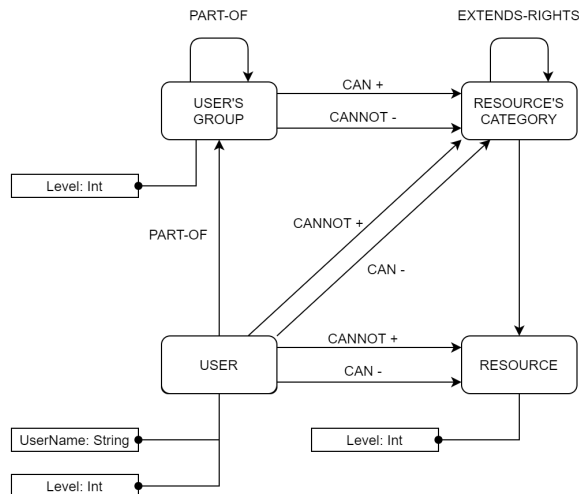 PART-OF
EXTENDS-RIGHTS
USER'S
GROUP
CAN +
CANNOT -
RESOURCE'S
CATEGORY
Level: Int
PART-OF
CANNOT +
CAN -
USER
CANNOT +
CAN -
RESOURCE
UserName: String
Level: Int
Level: Int